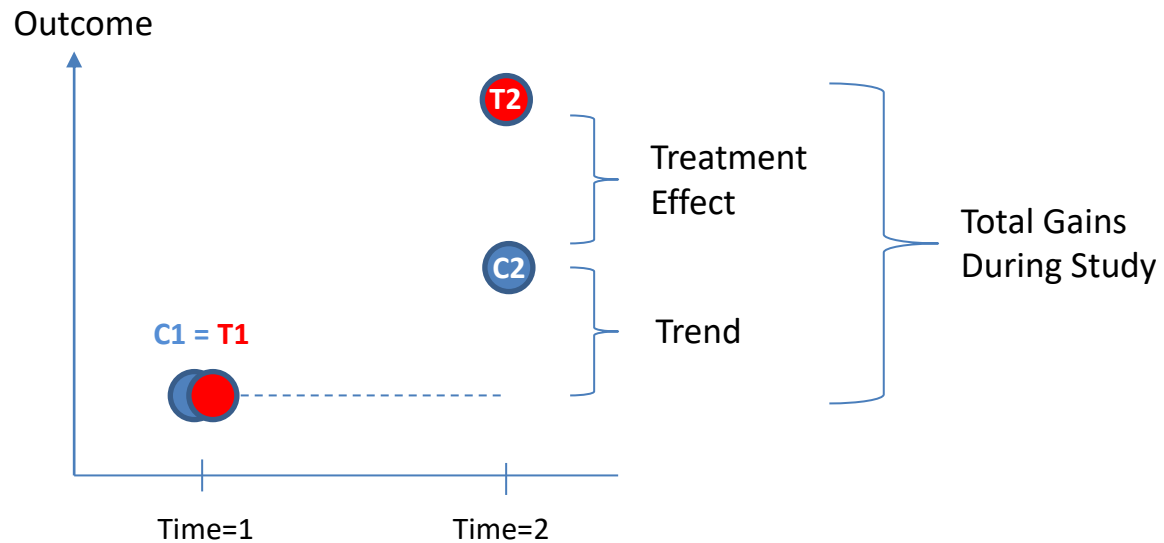 Outcome
T2
Treatment
Effect
C2
Total Gains
During Study
C1 = T1
Trend
Time=1
Time=2